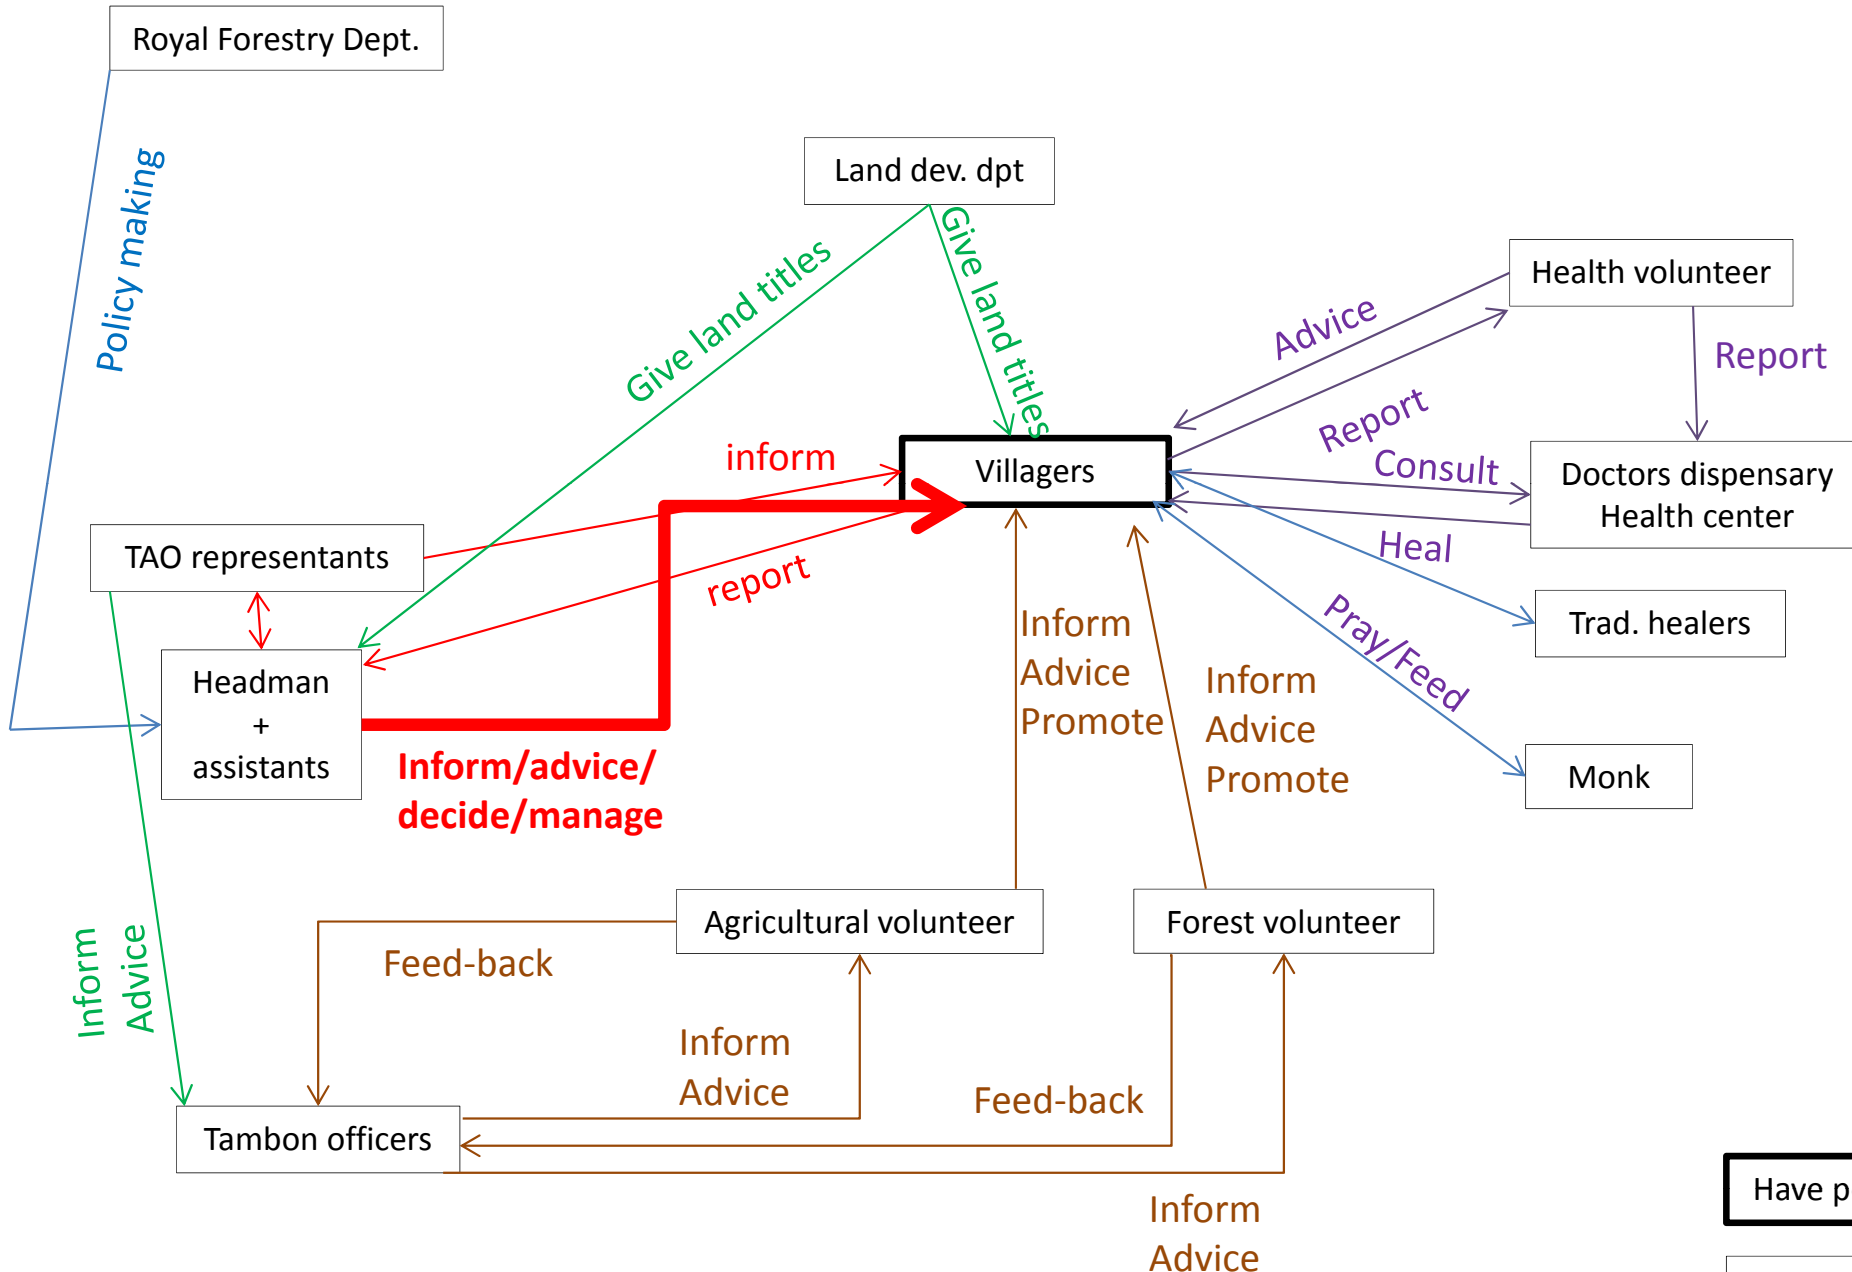 Royal Forestry Dept.
Policy making
Land dev. dpt
Give land titles
Give land titles
Health volunteer
Advice
Report
Report
inform
Villagers
Consult
Doctors dispensary
Health center
Heal
TAO representants
report
Trad. healers
Pray/Feed
Headman
+
assistants
Inform
Advice
Promote
Inform
Advice
Promote
Inform/advice/
decide/manage
Monk
Agricultural volunteer
Forest volunteer
Feed-back
Inform
Advice
Inform
Advice
Feed-back
Tambon officers
Have p
Inform
Advice